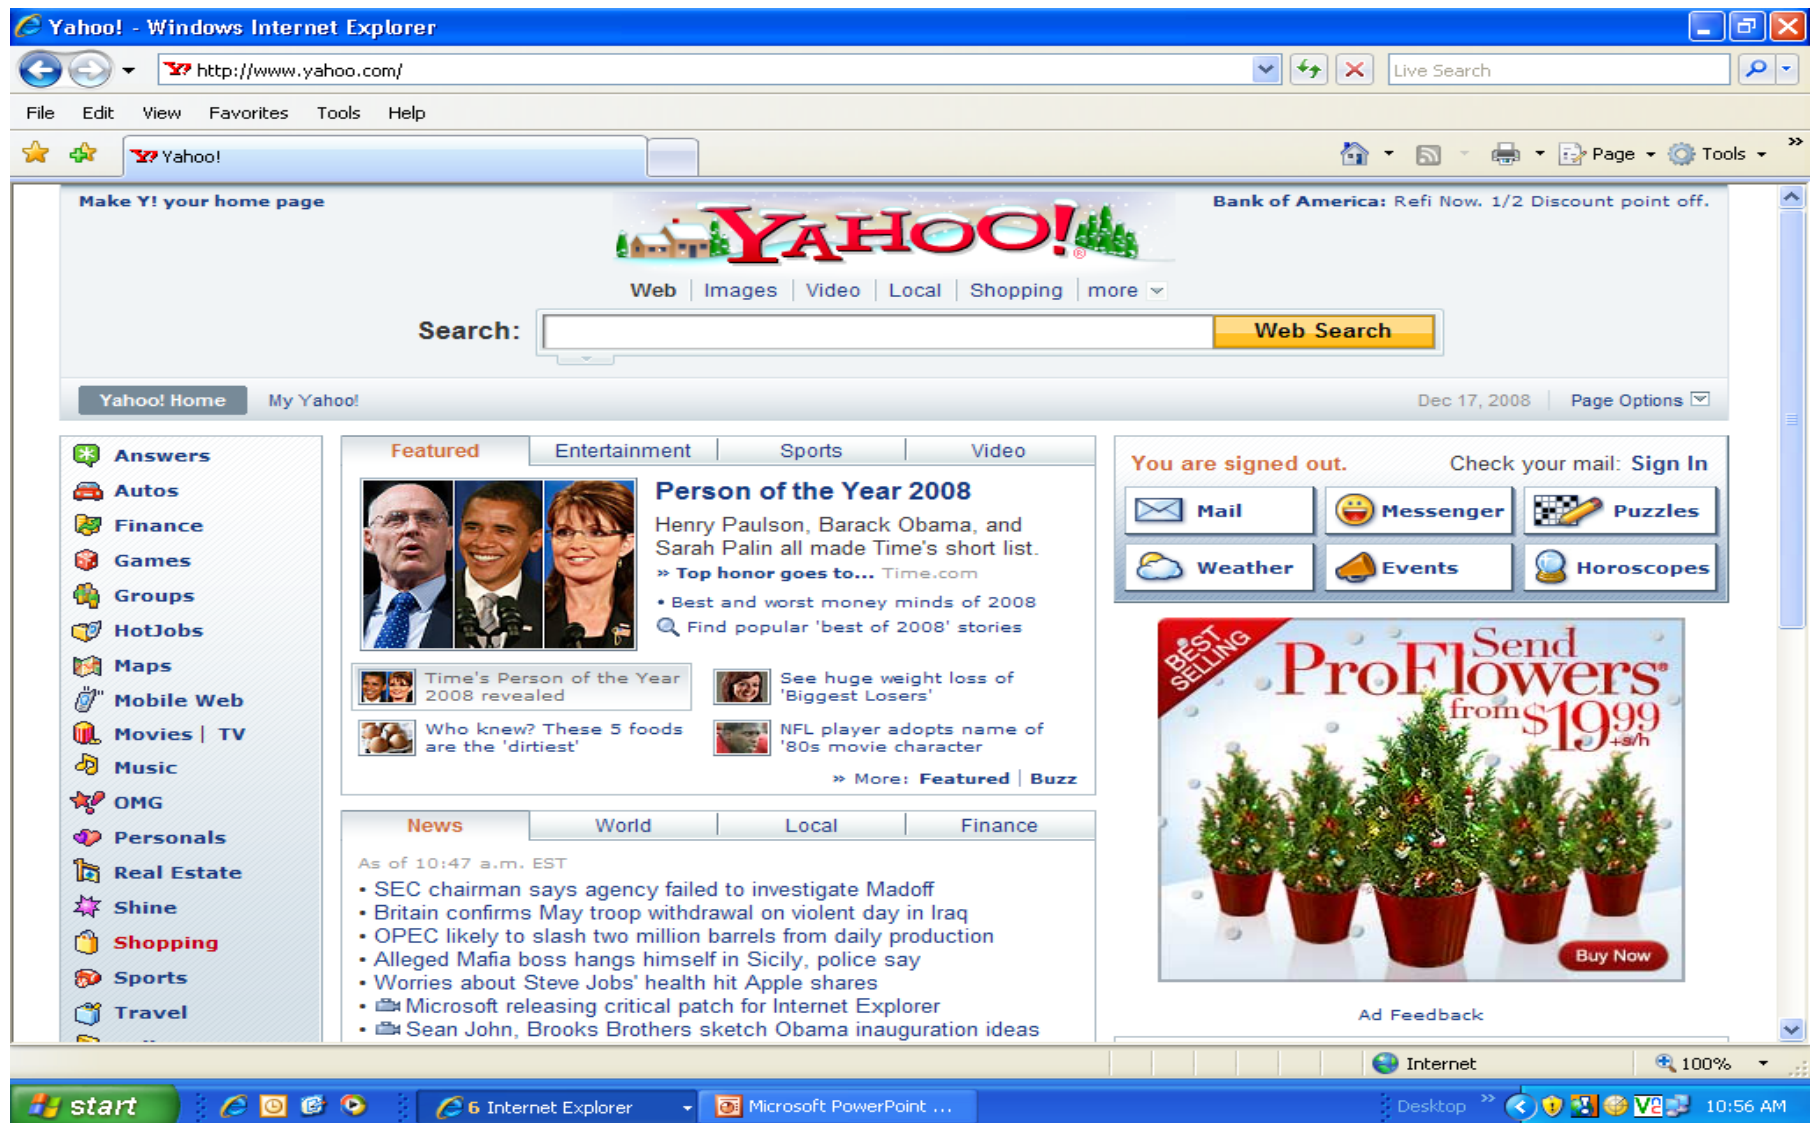 Yahoo! - Windows Internet Explorer
http://www.yahoo.com/
Live Search
File Edit View Favorites Tools Help
Yahoo!
Page Tools
Make Y! your home page
YAHOO!
Bank of America: Refi Now. 1/2 Discount point off.
Web | Images | Video | Local | Shopping | more
Search:
Web Search
Yahoo! Home My Yahoo!
Dec 17, 2008 | Page Options
Answers
Autos
Finance
Games
Groups
HotJobs
Maps
Mobile Web
Movies | TV
Music
OMG
Personals
Real Estate
Shine
Shopping
Sports
Travel
Featured Entertainment Sports Video
Person of the Year 2008
Henry Paulson, Barack Obama, and
Sarah Palin all made Time's short list.
» Top honor goes to... Time.com
• Best and worst money minds of 2008
Find popular 'best of 2008' stories
Time's Person of the Year
2008 revealed
See huge weight loss of
'Biggest Losers'
Who knew? These 5 foods
are the 'dirtiest'
NFL player adopts name of
'80s movie character
» More: Featured | Buzz
News World Local Finance
As of 10:47 a.m. EST
• SEC chairman says agency failed to investigate Madoff
• Britain confirms May troop withdrawal on violent day in Iraq
• OPEC likely to slash two million barrels from daily production
• Alleged Mafia boss hangs himself in Sicily, police say
• Worries about Steve Jobs' health hit Apple shares
• Microsoft releasing critical patch for Internet Explorer
• Sean John, Brooks Brothers sketch Obama inauguration ideas
You are signed out. Check your mail: Sign In
Mail Messenger Puzzles
Weather Events Horoscopes
BEST
SELLING
Send
ProFlowers®
from $19.99
+s/h
Buy Now
Ad Feedback
Internet 100%
start 6 Internet Explorer Microsoft PowerPoint ... Desktop » 10:56 AM